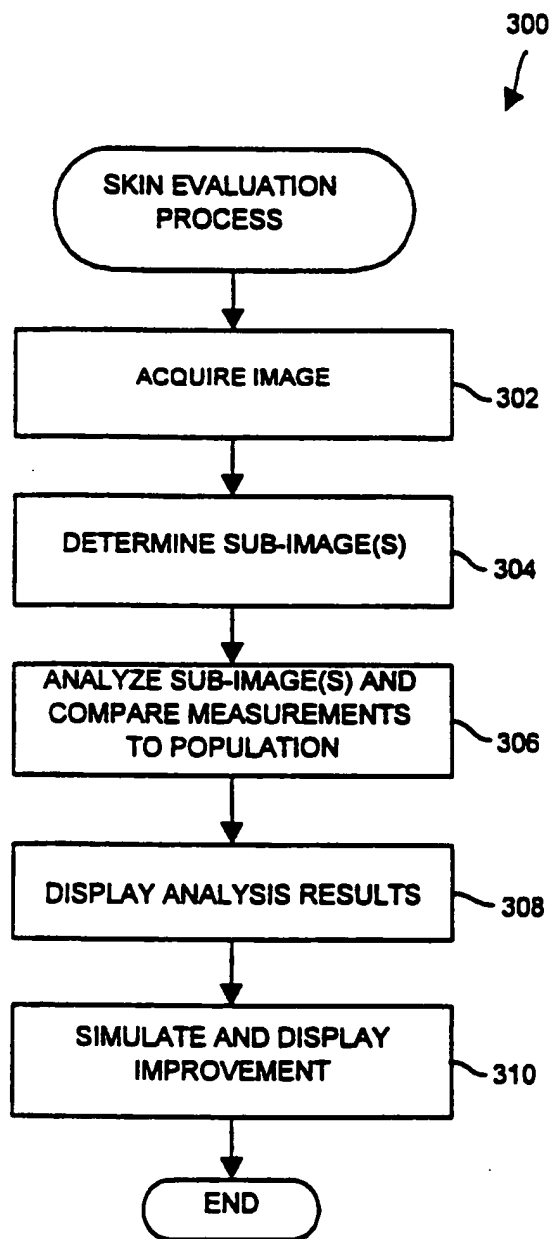 300
SKIN EVALUATION
PROCESS
ACQUIRE IMAGE
302
DETERMINE SUB-IMAGE(S)
304
ANALYZE SUB-IMAGE(S) AND
COMPARE MEASUREMENTS
TO POPULATION
306
DISPLAY ANALYSIS RESULTS
308
SIMULATE AND DISPLAY
IMPROVEMENT
310
END